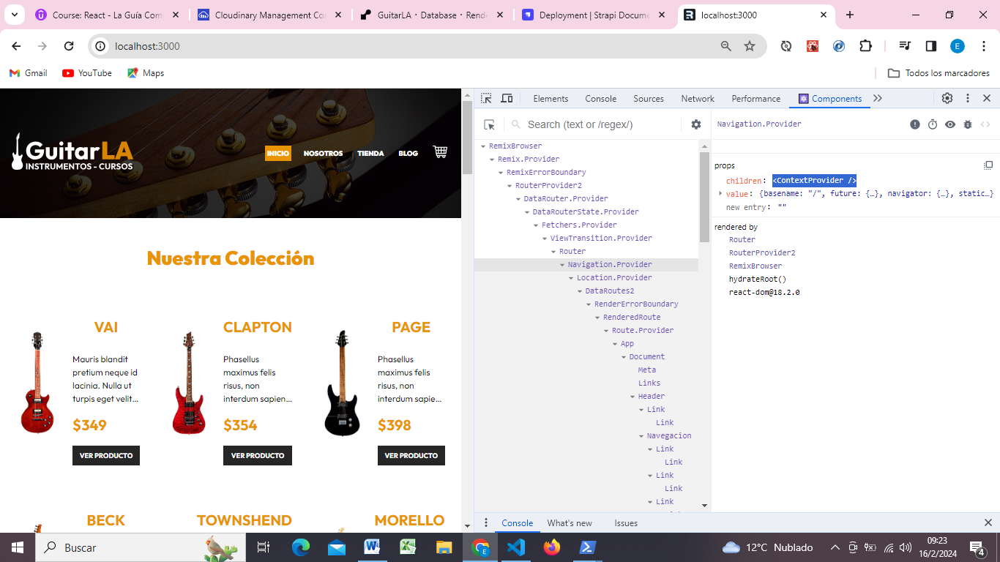 Course: React - La Guía Com
Cloudinary Management Co
GuitarLA · Database · Rende
Deployment | Strapi Docume
localhost:3000
localhost:3000
E
Gmail
YouTube
Maps
Todos los marcadores
GuitarLA
INSTRUMENTOS - CURSOS
INICIO
NOSOTROS
TIENDA
BLOG
Nuestra Colección
VAI
Mauris blandit
pretium neque id
lacinia. Nulla ut
turpis eget velit...
$349
VER PRODUCTO
CLAPTON
Phasellus
maximus felis
risus, non
interdum sapien...
$354
VER PRODUCTO
PAGE
Phasellus
maximus felis
risus, non
interdum sapie...
$398
VER PRODUCTO
BECK
TOWNSHEND
MORELLO
Elements
Console
Sources
Network
Performance
Components
Search (text or /regex/)
RemixBrowser
Remix.Provider
RemixErrorBoundary
RouterProvider2
DataRouter.Provider
DataRouterState.Provider
Fetchers.Provider
ViewTransition.Provider
Router
Navigation.Provider
Location.Provider
DataRoutes2
RenderErrorBoundary
RenderedRoute
Route.Provider
App
Document
Meta
Links
Header
Link
Link
Navegacion
Link
Link
Link
Link
Link
Navigation.Provider
props
children: <ContextProvider />
value: {basename: "/", future: {…}, navigator: {…}, static…}
new entry: ""
rendered by
Router
RouterProvider2
RemixBrowser
hydrateRoot()
react-dom@18.2.0
Console
What's new
Issues
Buscar
12°C Nublado
09:23
16/2/2024
4